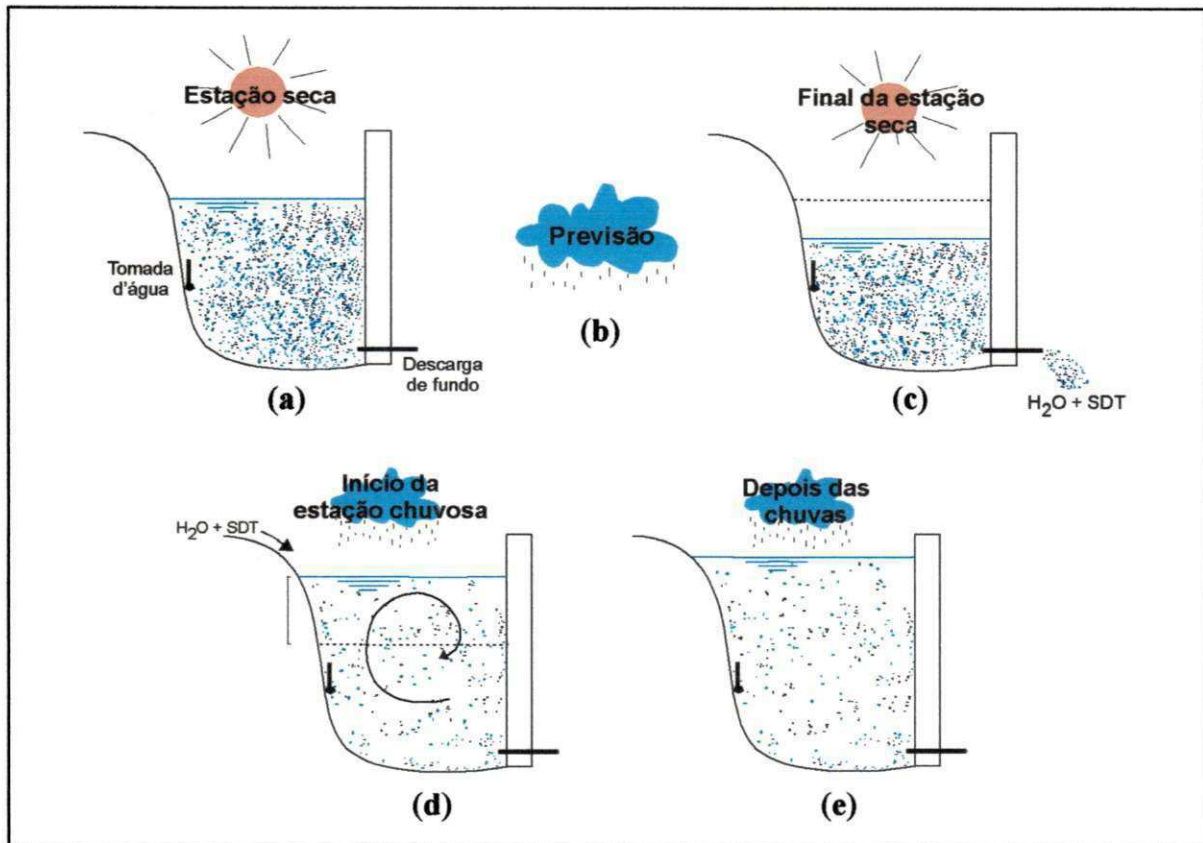 Estação seca
Tomada
d'água
Descarga
de fundo
(a)
Previsão
(b)
Final da estação
seca
H₂O + SDT
(c)
Início da
estação chuvosa
H₂O + SDT
(d)
Depois das
chuvas
(e)